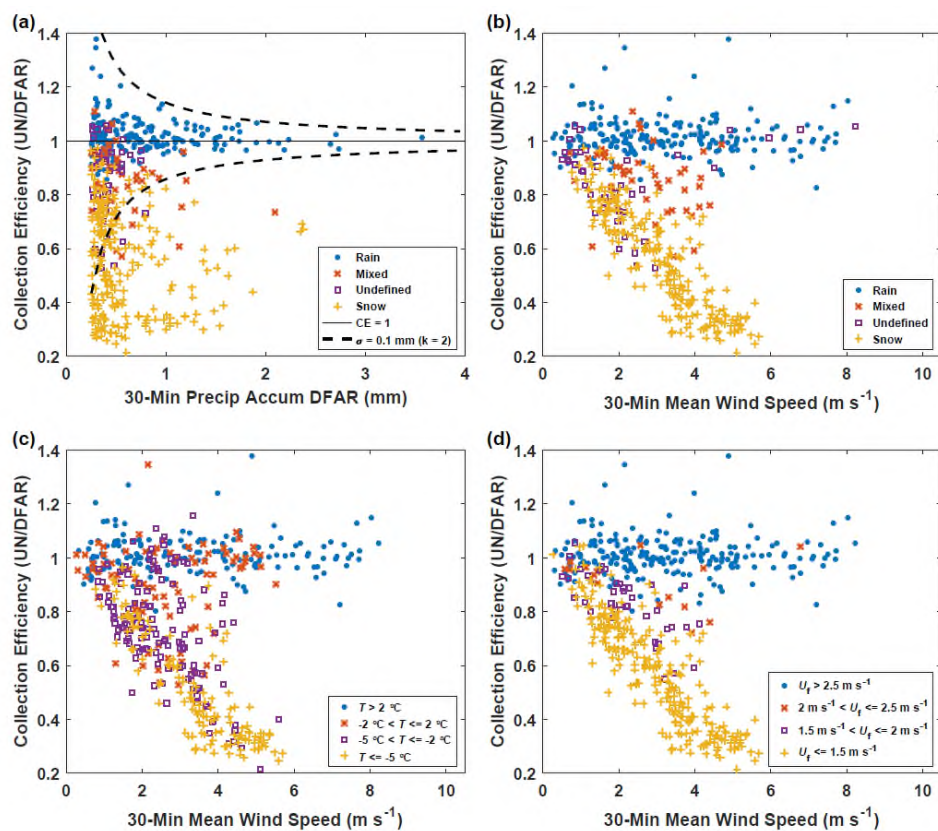 (a)
1.4
1.2
1
0.8
0.6
0.4
0.2
Collection Efficiency (UN/DFAR)
Rain
Mixed
Undefined
Snow
CE = 1
σ = 0.1 mm (k = 2)
0 1 2 3 4
30-Min Precip Accum DFAR (mm)
(b)
1.4
1.2
1
0.8
0.6
0.4
0.2
Collection Efficiency (UN/DFAR)
Rain
Mixed
Undefined
Snow
0 2 4 6 8 10
30-Min Mean Wind Speed (m s⁻¹)
(c)
1.4
1.2
1
0.8
0.6
0.4
0.2
Collection Efficiency (UN/DFAR)
T > 2 °C
-2 °C < T <= 2 °C
-5 °C < T <= -2 °C
T <= -5 °C
0 2 4 6 8 10
30-Min Mean Wind Speed (m s⁻¹)
(d)
1.4
1.2
1
0.8
0.6
0.4
0.2
Collection Efficiency (UN/DFAR)
U_f > 2.5 m s⁻¹
2 m s⁻¹ < U_f <= 2.5 m s⁻¹
1.5 m s⁻¹ < U_f <= 2 m s⁻¹
U_f <= 1.5 m s⁻¹
0 2 4 6 8 10
30-Min Mean Wind Speed (m s⁻¹)